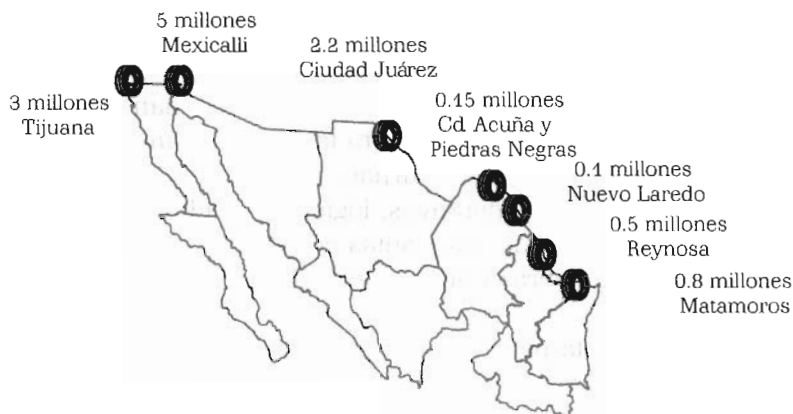 5 millones
Mexicalli
2.2 millones
Ciudad Juárez
3 millones
Tijuana
0.15 millones
Cd Acuña y
Piedras Negras
0.1 millones
Nuevo Laredo
0.5 millones
Reynosa
0.8 millones
Matamoros